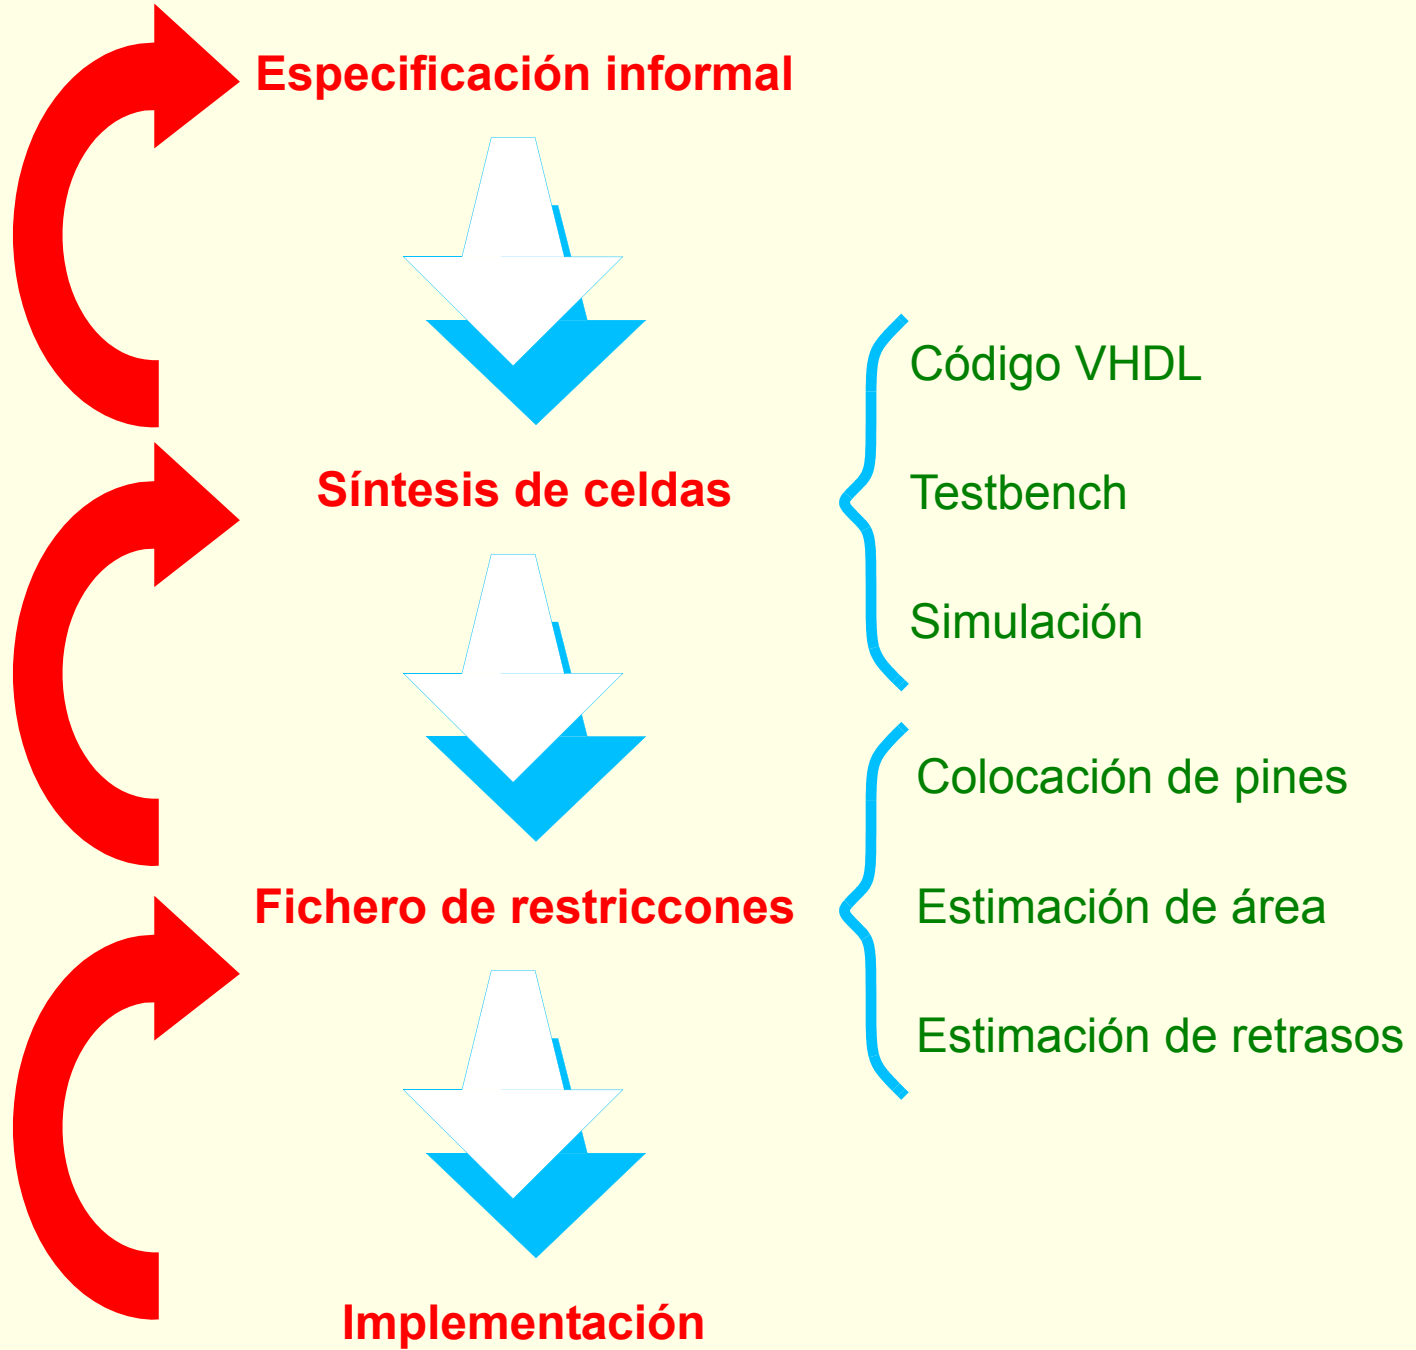 Especificación informal
Código VHDL
Síntesis de celdas
Testbench
Simulación
Colocación de pines
Fichero de restriccones
Estimación de área
Estimación de retrasos
Implementación